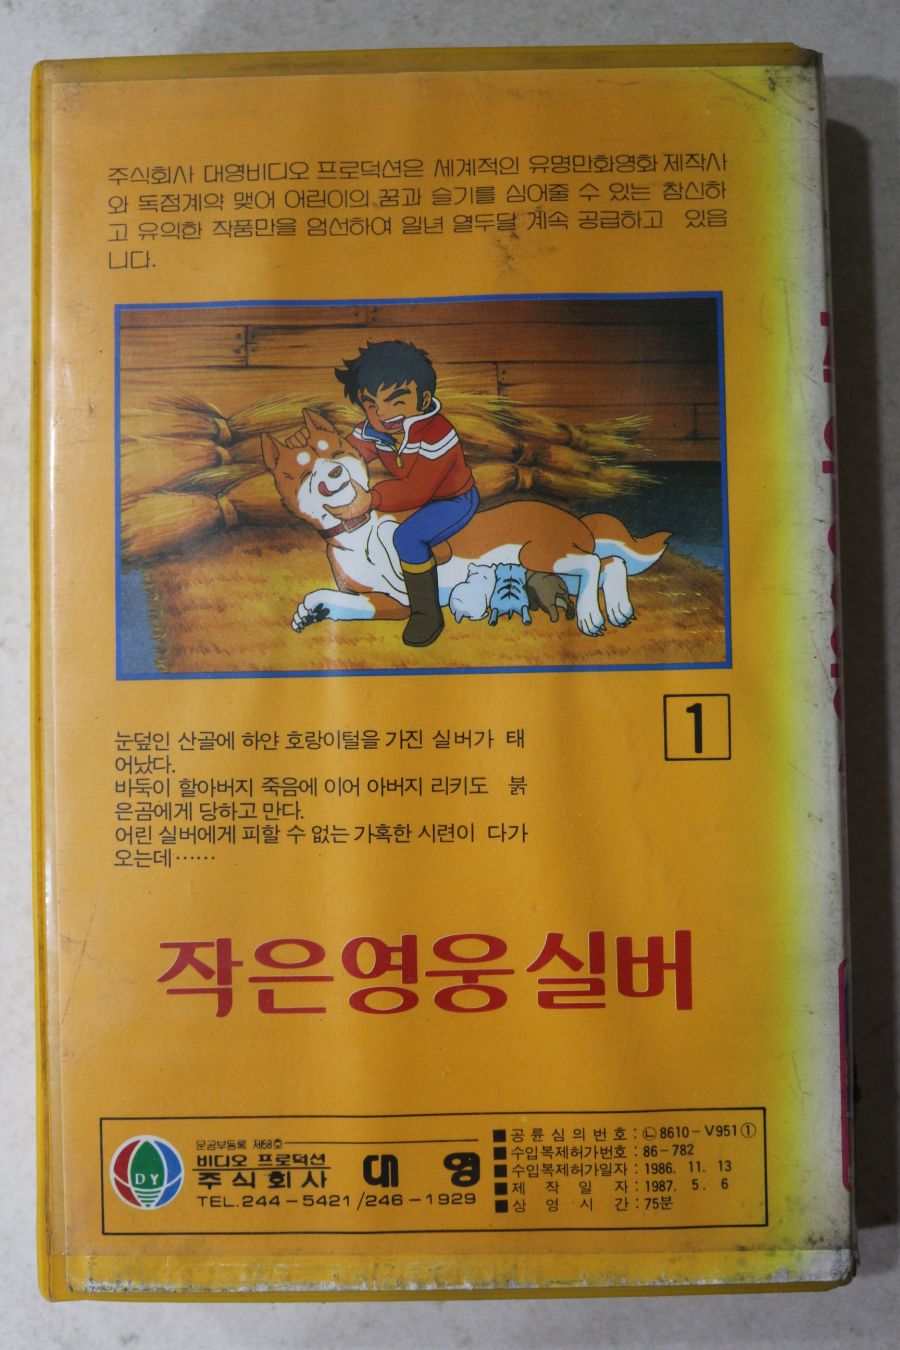 주식회사 대영비디오 프로덕션은 세계적인 유명만화영화 제작사
와 독점계약 맺어 어린이의 꿈과 슬기를 심어줄 수 있는 참신하
고 유익한 작품만을 엄선하여 일년 열두달 계속 공급하고 있읍
니다.
1
눈덮인 산골에 하얀 호랑이털을 가진 실버가 태
어났다.
바둑이 할아버지 죽음에 이어 아버지 리키도 붉
은곰에게 당하고 만다.
어린 실버에게 피할 수 없는 가혹한 시련이 다가
오는데……
작은영웅실버
DY
문공부등록 제68호
비디오 프로덕션
주식회사 대영
TEL.244-5421/246-1929
■공륜심의번호:㉡8610-V951①
■수입복제허가번호:86-782
■수입복제허가일자:1986. 11. 13
■제작일자:1987. 5. 6
■상영시간:75분